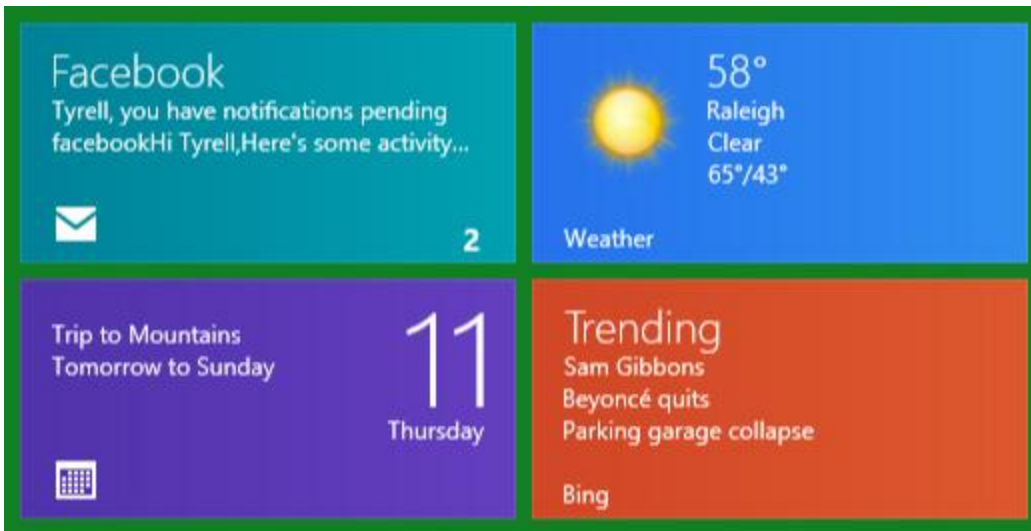 Facebook
Tyrell, you have notifications pending
facebookHi Tyrell,Here's some activity...
2
58°
Raleigh
Clear
65°/43°
Weather
Trip to Mountains
Tomorrow to Sunday
11
Thursday
Trending
Sam Gibbons
Beyoncé quits
Parking garage collapse
Bing